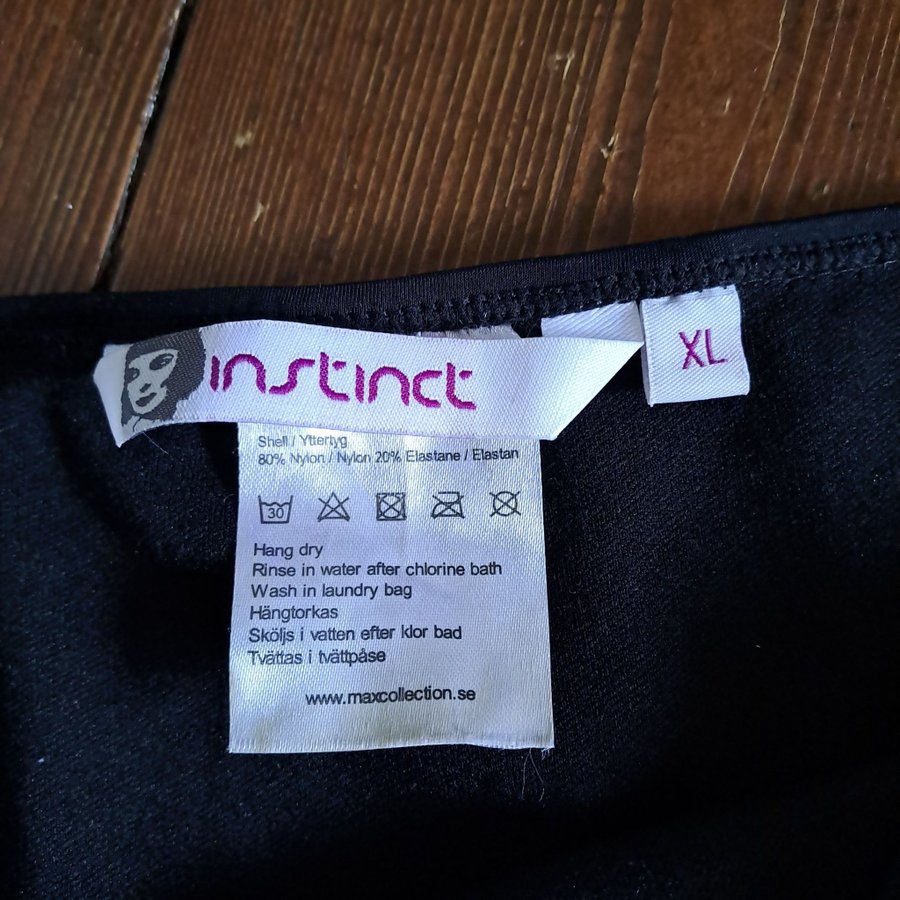 instinct
XL
Shell / Yttertyg
80% Nylon / Nylon 20% Elastane / Elastan
30
Hang dry
Rinse in water after chlorine bath
Wash in laundry bag
Hängtorkas
Sköljs i vatten efter klor bad
Tvättas i tvättpåse
www.maxcollection.se